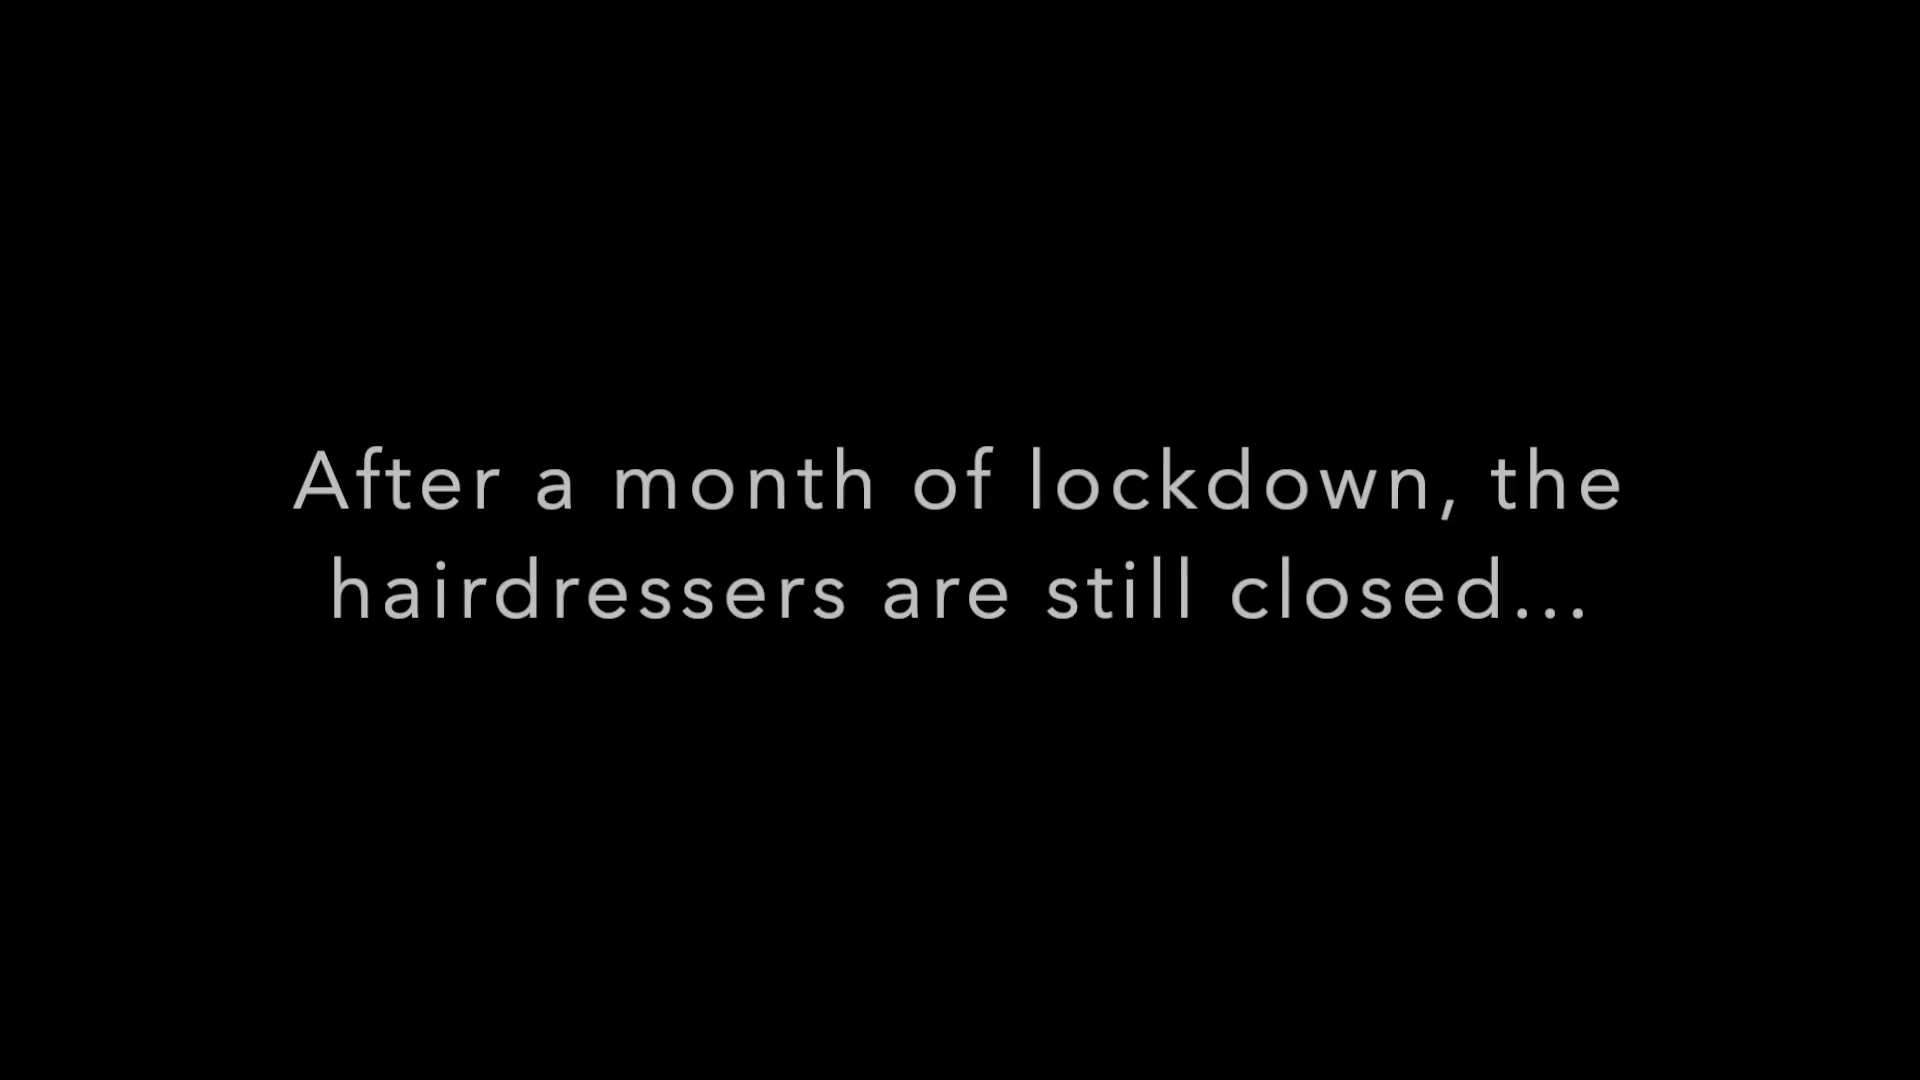 After a month of lockdown, the
hairdressers are still closed...